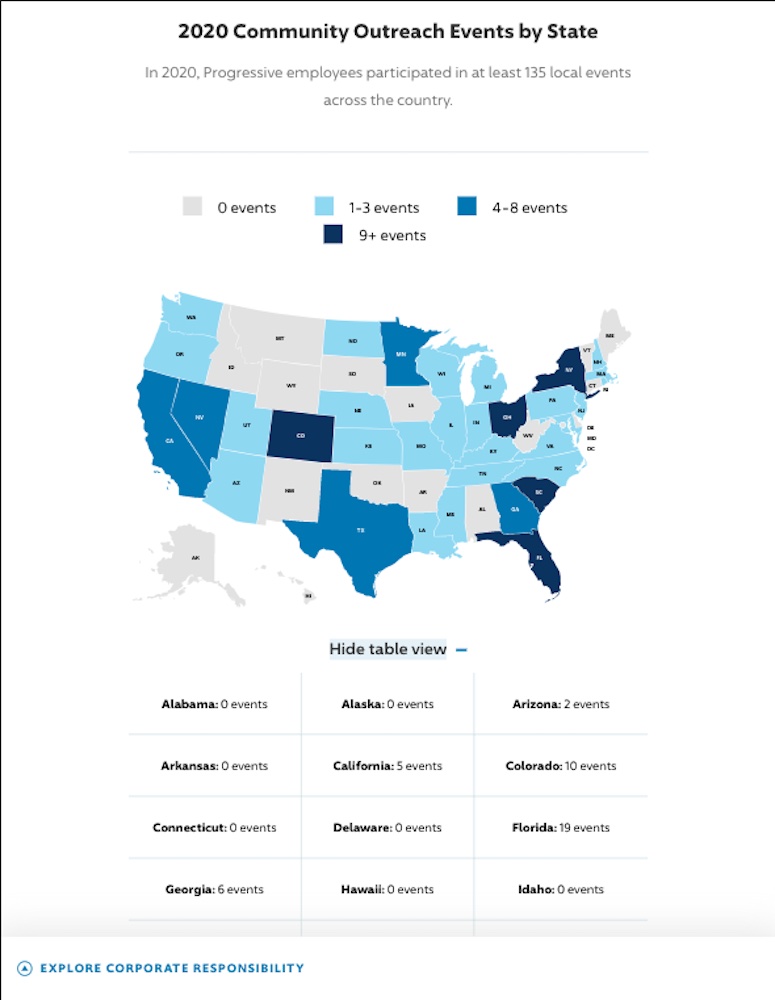 2020 Community Outreach Events by State
In 2020, Progressive employees participated in at least 135 local events
across the country.
0 events
1-3 events
4-8 events
9+ events
WA
MT
ND
MN
OR
ID
WY
SD
WI
MI
NY
VT
ME
NH
MA
CT
RI
NV
CA
UT
CO
NE
KS
IA
MO
IL
IN
OH
PA
NJ
DE
MD
DC
WV
VA
KY
NC
TN
SC
AZ
NM
OK
AR
TX
LA
MS
AL
GA
FL
AK
HI
Hide table view –
Alabama: 0 events
Alaska: 0 events
Arizona: 2 events
Arkansas: 0 events
California: 5 events
Colorado: 10 events
Connecticut: 0 events
Delaware: 0 events
Florida: 19 events
Georgia: 6 events
Hawaii: 0 events
Idaho: 0 events
EXPLORE CORPORATE RESPONSIBILITY